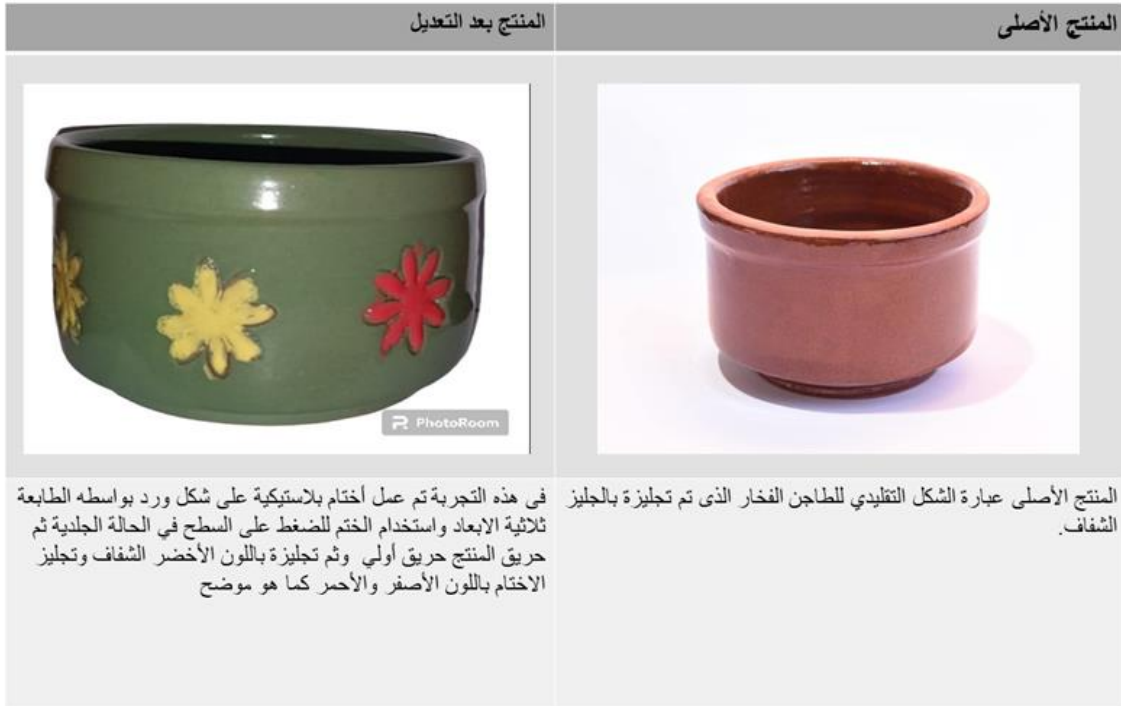 المنتج الأصلى
المنتج بعد التعديل
PhotoRoom
المنتج الأصلى عبارة الشكل التقليدي للطاجن الفخار الذى تم تجليزة بالجليز
الشفاف.
فى هذه التجربة تم عمل أختام بلاستيكية على شكل ورد بواسطه الطابعة
ثلاثية الابعاد واستخدام الختم للضغط على السطح في الحالة الجلدية ثم
حريق المنتج حريق أولي وثم تجليزة باللون الأخضر الشفاف وتجليز
الاختام باللون الأصفر والأحمر كما هو موضح